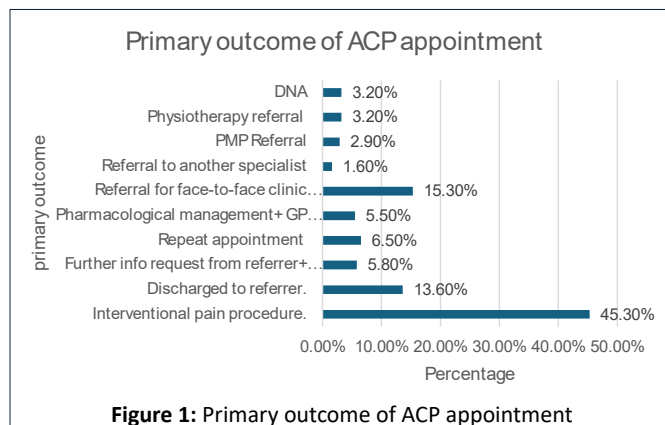 Primary outcome of ACP appointment
DNA
3.20%
Physiotherapy referral
3.20%
PMP Referral
2.90%
Referral to another specialist
1.60%
Referral for face-to-face clinic...
15.30%
Pharmacological management+ GP...
5.50%
Repeat appointment
6.50%
Further info request from referrer+...
5.80%
Discharged to referrer.
13.60%
Interventional pain procedure.
45.30%
primary outcome
0.00% 10.00% 20.00% 30.00% 40.00% 50.00%
Percentage
Figure 1: Primary outcome of ACP appointment